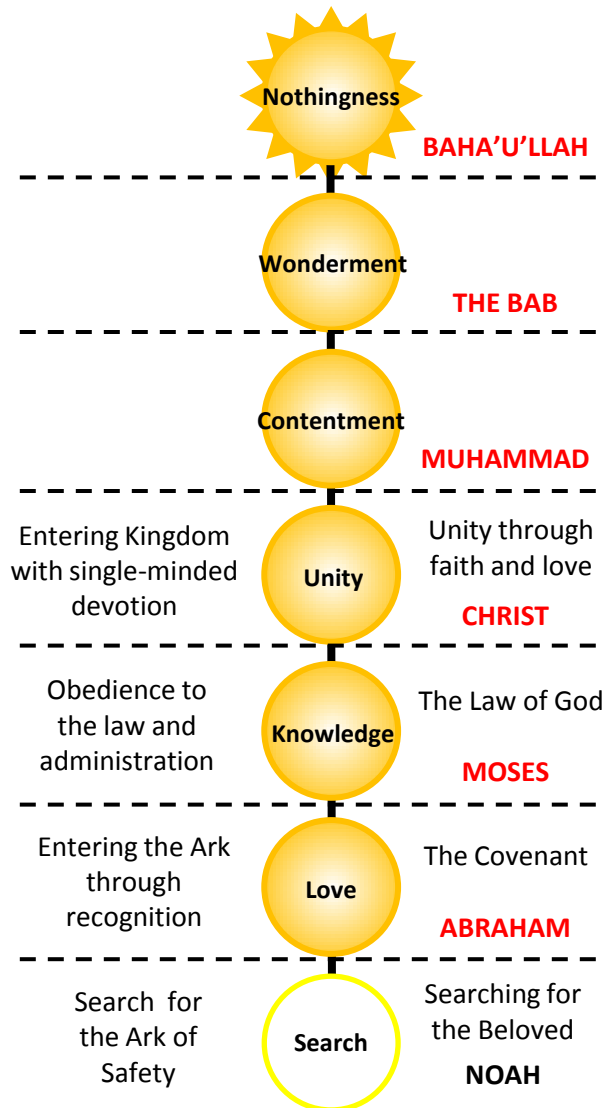 Nothingness
BAHA’U’LLAH
Wonderment
THE BAB
Contentment
MUHAMMAD
Entering Kingdom
with single-minded
devotion
Unity
Unity through
faith and love
CHRIST
Obedience to
the law and
administration
Knowledge
The Law of God
MOSES
Entering the Ark
through
recognition
Love
The Covenant
ABRAHAM
Search for
the Ark of
Safety
Search
Searching for
the Beloved
NOAH